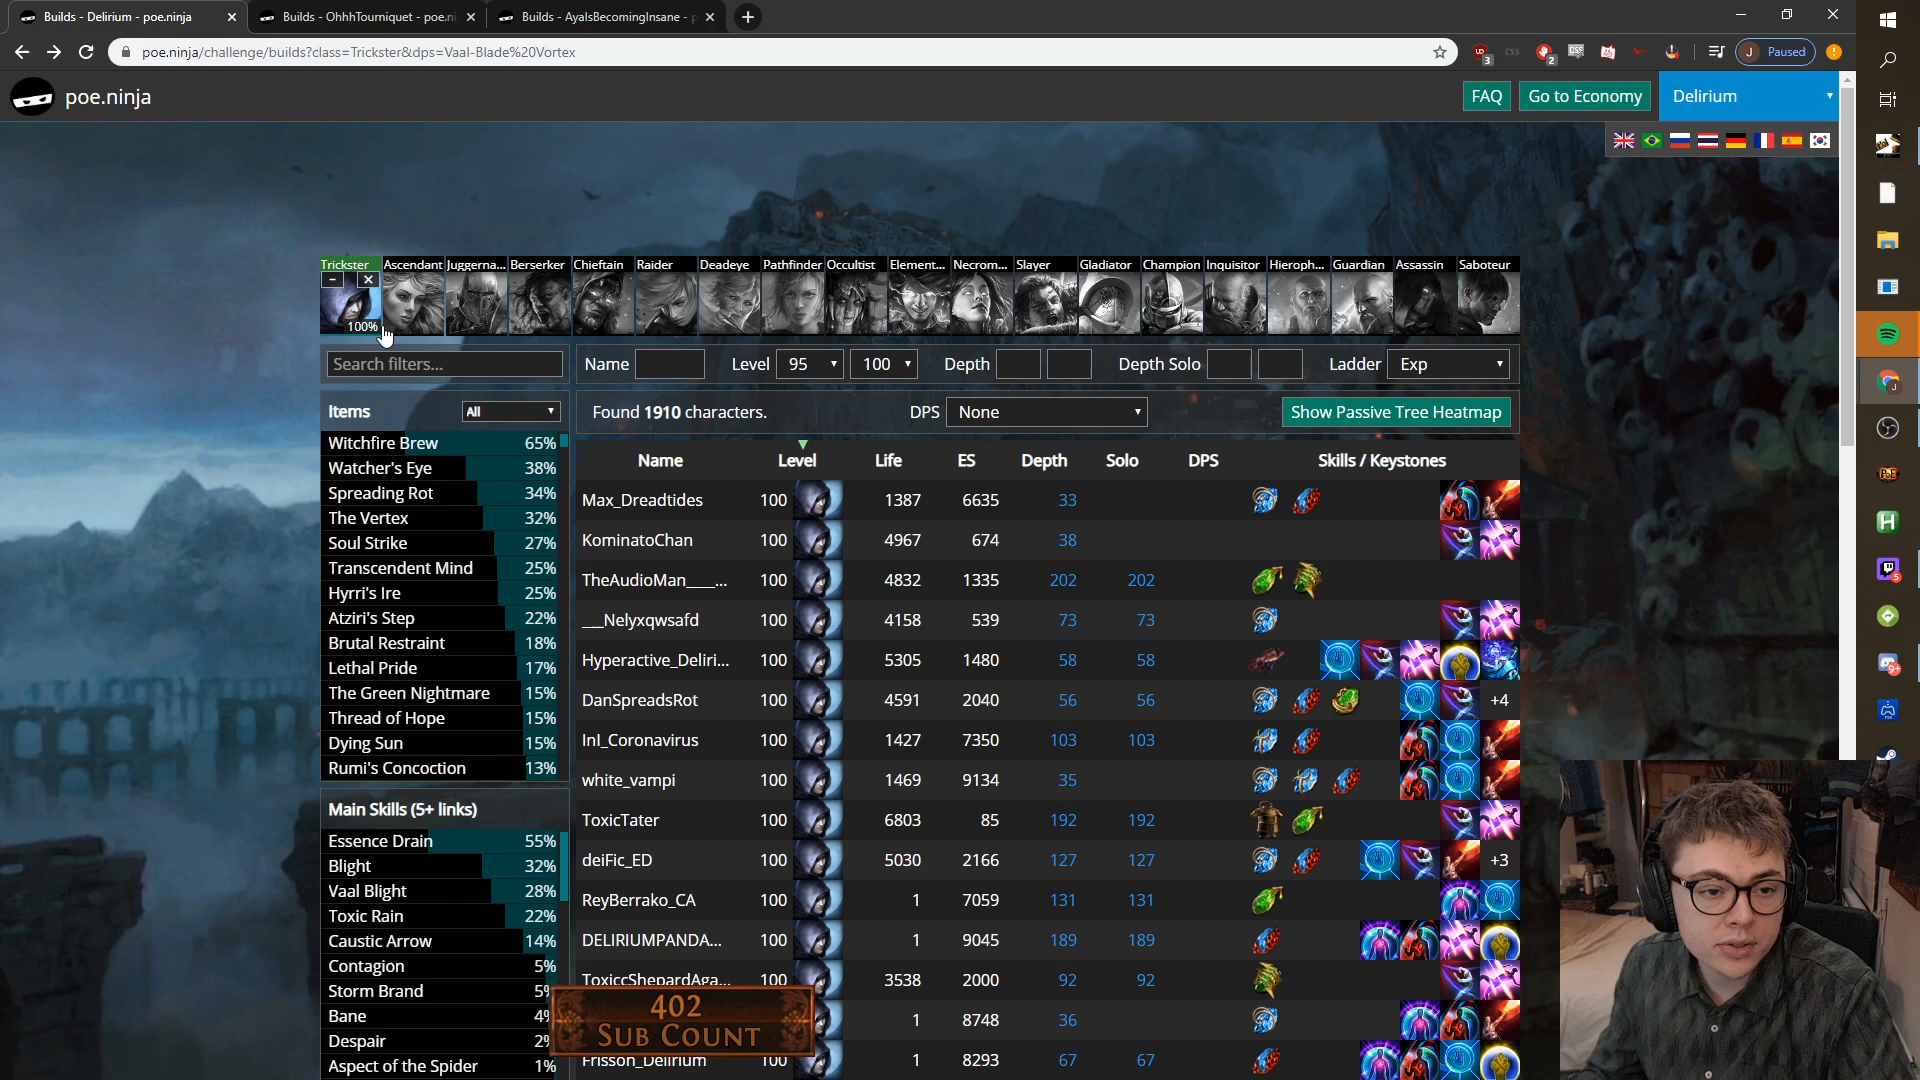 Builds - Delirium - poe.ninja
Builds - OhhhTourniquet - poe.ni
Builds - AyalsBecomingInsane - p
poe.ninja/challenge/builds?class=Trickster&dps=Vaal-Blade%20Vortex
3
2
J Paused
poe.ninja
FAQ
Go to Economy
Delirium
Trickster Ascendant Juggerna... Berserker Chieftain Raider Deadeye Pathfinder Occultist Element... Necrom... Slayer Gladiator Champion Inquisitor Hieroph... Guardian Assassin Saboteur
100%
Search filters...
Name Level 95 100 Depth Depth Solo Ladder Exp
Items All
Found 1910 characters. DPS None Show Passive Tree Heatmap
Witchfire Brew 65%
Watcher's Eye 38%
Spreading Rot 34%
The Vertex 32%
Soul Strike 27%
Transcendent Mind 25%
Hyrri's Ire 25%
Atziri's Step 22%
Brutal Restraint 18%
Lethal Pride 17%
The Green Nightmare 15%
Thread of Hope 15%
Dying Sun 15%
Rumi's Concoction 13%
Main Skills (5+ links)
Essence Drain 55%
Blight 32%
Vaal Blight 28%
Toxic Rain 22%
Caustic Arrow 14%
Contagion 5%
Storm Brand 5%
Bane 4%
Despair 2%
Aspect of the Spider 1%
Name Level Life ES Depth Solo DPS Skills / Keystones
Max_Dreadtides 100 1387 6635 33
KominatoChan 100 4967 674 38
TheAudioMan____... 100 4832 1335 202 202
___Nelyxqwsafd 100 4158 539 73 73
Hyperactive_Deliri... 100 5305 1480 58 58
DanSpreadsRot 100 4591 2040 56 56 +4
Inl_Coronavirus 100 1427 7350 103 103
white_vampi 100 1469 9134 35
ToxicTater 100 6803 85 192 192
deiFic_ED 100 5030 2166 127 127 +3
ReyBerrako_CA 100 1 7059 131 131
DELIRIUMPANDA... 100 1 9045 189 189
ToxiccShepardAga... 100 3538 2000 92 92
1 8748 36
Frisson_Delirium 100 1 8293 67 67
402
SUB COUNT